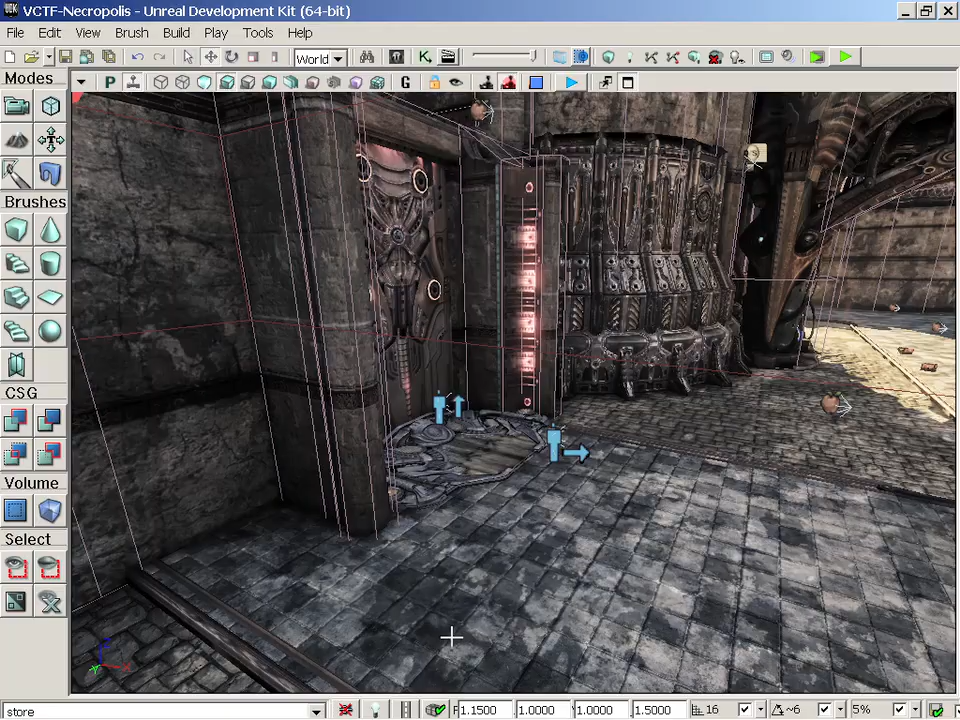 VCTF-Necropolis - Unreal Development Kit (64-bit)
File Edit View Brush Build Play Tools Help
World
Modes
P
G
Brushes
CSG
Volume
Select
store
1.1500 1.0000 1.0000 1.5000 16 ~6 5%